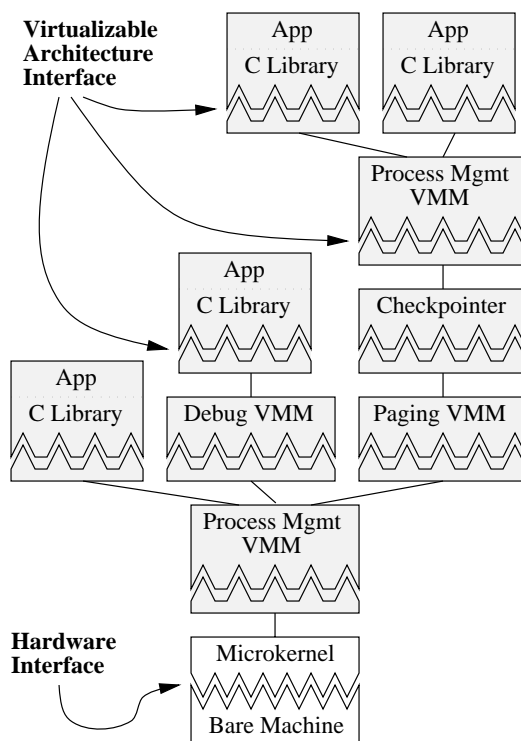 Virtualizable
Architecture
Interface
App
C Library
App
C Library
Process Mgmt
VMM
App
C Library
Checkpointer
App
C Library
Debug VMM
Paging VMM
Process Mgmt
VMM
Hardware
Interface
Microkernel
Bare Machine